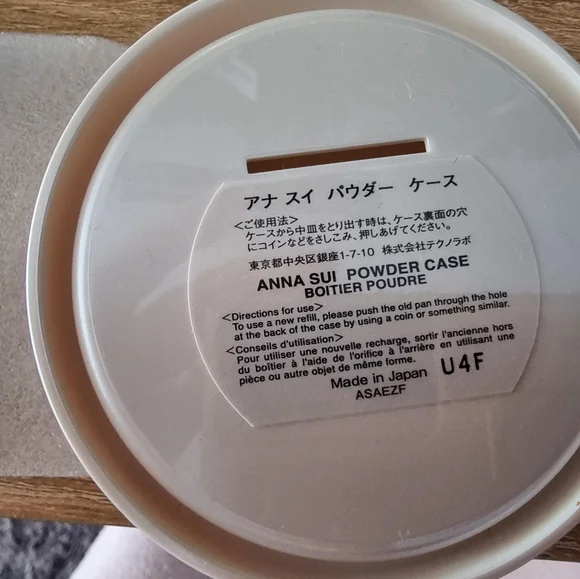 アナ スイ パウダー ケース
<ご使用法>
ケースから中皿をとり出す時は、ケース裏面の穴
にコインなどをさしこみ、押しあげてください。
東京都中央区銀座1-7-10 株式会社テクノラボ
ANNA SUI POWDER CASE
BOITIER POUDRE
<Directions for use>
To use a new refill, please push the old pan through the hole
at the back of the case by using a coin or something similar.
<Conseils d'utilisation>
Pour utiliser une nouvelle recharge, sortir l'ancienne hors
du boîtier à l'aide de l'orifice à l'arrière en utilisant une
pièce ou autre objet de même forme.
Made in Japan U4F
ASAEZF